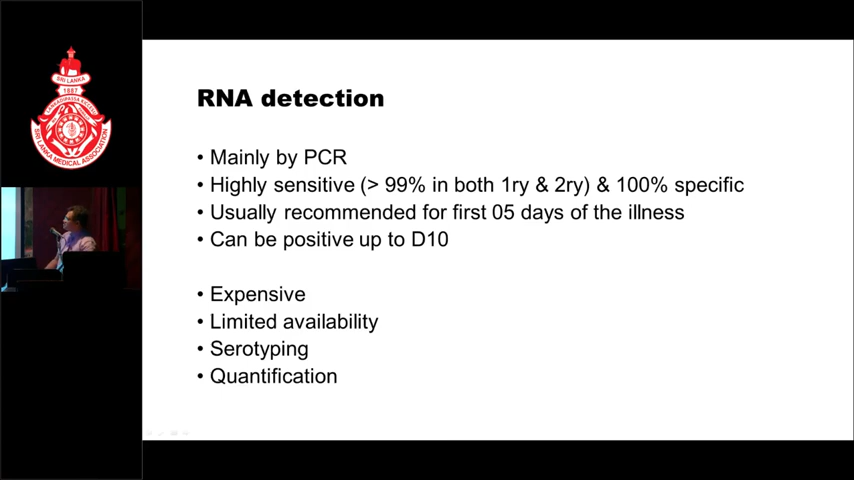 SRI LANKA
1887
SRI LANKA MEDICAL ASSOCIATION
RNA detection
• Mainly by PCR
• Highly sensitive (> 99% in both 1ry & 2ry) & 100% specific
• Usually recommended for first 05 days of the illness
• Can be positive up to D10
• Expensive
• Limited availability
• Serotyping
• Quantification